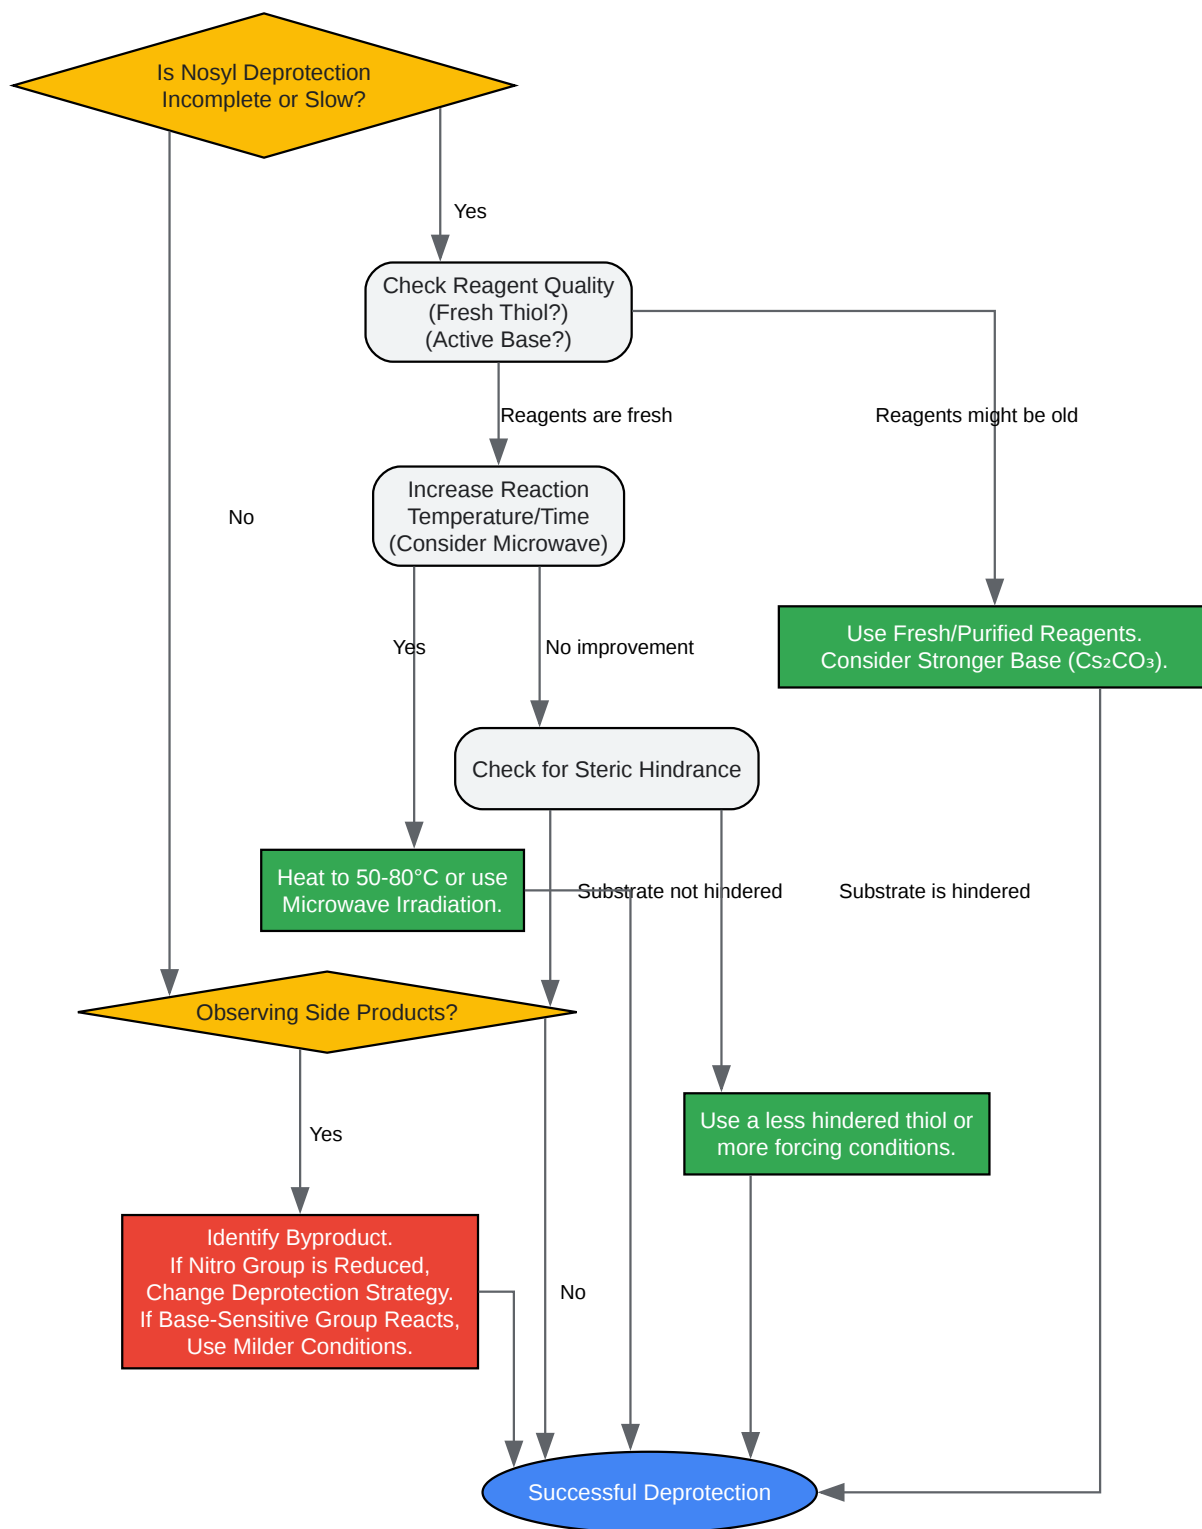 Is Nosyl Deprotection
Incomplete or Slow?
Yes
Check Reagent Quality
(Fresh Thiol?)
(Active Base?)
Reagents are fresh
Reagents might be old
Increase Reaction
Temperature/Time
(Consider Microwave)
No
Yes
No improvement
Use Fresh/Purified Reagents.
Consider Stronger Base (Cs₂CO₃).
Check for Steric Hindrance
Heat to 50-80°C or use
Microwave Irradiation.
Substrate not hindered
Substrate is hindered
Observing Side Products?
Yes
Use a less hindered thiol or
more forcing conditions.
Identify Byproduct.
If Nitro Group is Reduced,
Change Deprotection Strategy.
If Base-Sensitive Group Reacts,
Use Milder Conditions.
No
Successful Deprotection